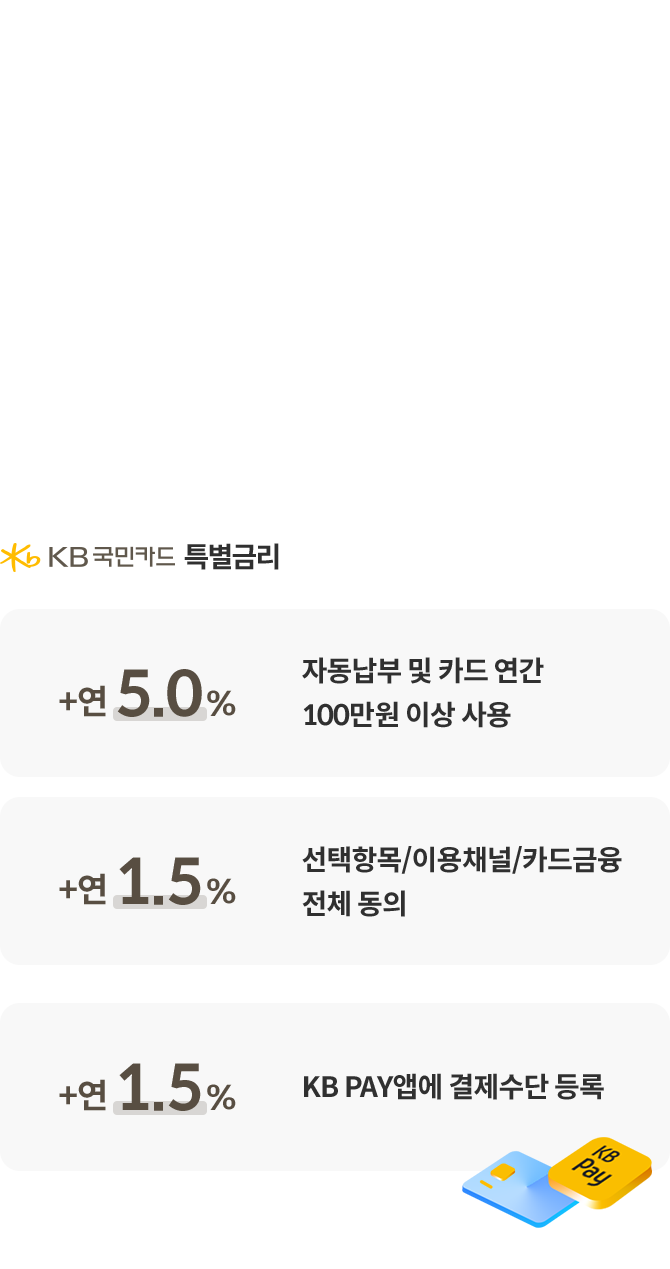 KB국민카드 특별금리
+연 5.0%
자동납부 및 카드 연간
100만원 이상 사용
+연 1.5%
선택항목/이용채널/카드금융
전체 동의
+연 1.5%
KB PAY앱에 결제수단 등록
KB
Pay